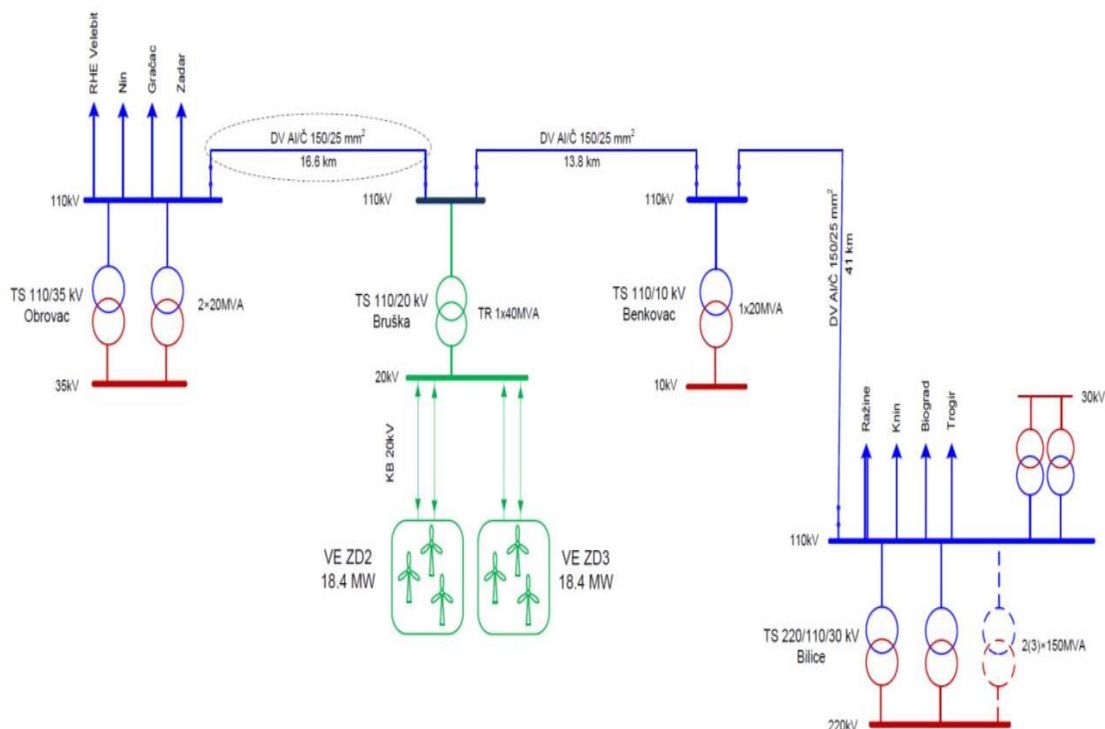 RHE Velebit
Nin
Gračac
Zadar
DV Al/Č 150/25 mm²
16.6 km
DV Al/Č 150/25 mm²
13.8 km
110kV
110kV
110kV
DV Al/Č 150/25 mm²
41 km
TS 110/35 kV
Obrovac
2×20MVA
TS 110/20 kV
Bruška
TR 1x40MVA
TS 110/10 kV
Benkovac
1x20MVA
35kV
20kV
10kV
KB 20kV
VE ZD2
18.4 MW
VE ZD3
18.4 MW
Ražine
Knin
Biograd
Trogir
30kV
110kV
TS 220/110/30 kV
Bilice
2(3)×150MVA
220kV